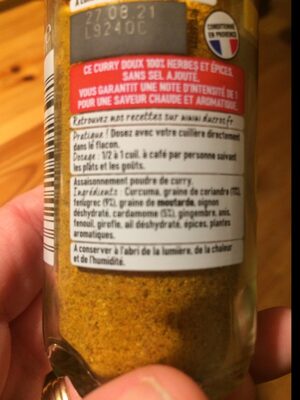 27 08 21
L924OE
CONDITIONNÉ
EN PROVENCE
CE CURRY DOUX 100% HERBES ET ÉPICES,
SANS SEL AJOUTÉ,
VOUS GARANTIT UNE NOTE D'INTENSITÉ DE 1
POUR UNE SAVEUR CHAUDE ET AROMATIQUE.
Retrouvez nos recettes sur www.ducros.fr
Pratique ! Dosez avec votre cuillère directement
dans le flacon.
Dosage : 1/2 à 1 cuil. à café par personne suivant
les plats et les goûts.
Assaisonnement poudre de curry.
Ingrédients : Curcuma, graine de coriandre
fenugrec (9%), graine de moutarde, oignon
déshydraté, cardamome (5%), gingembre, anis,
fenouil, girofle, ail déshydraté, épices, plantes
aromatiques.
A conserver à l'abri de la lumière, de la chaleur
et de l'humidité.